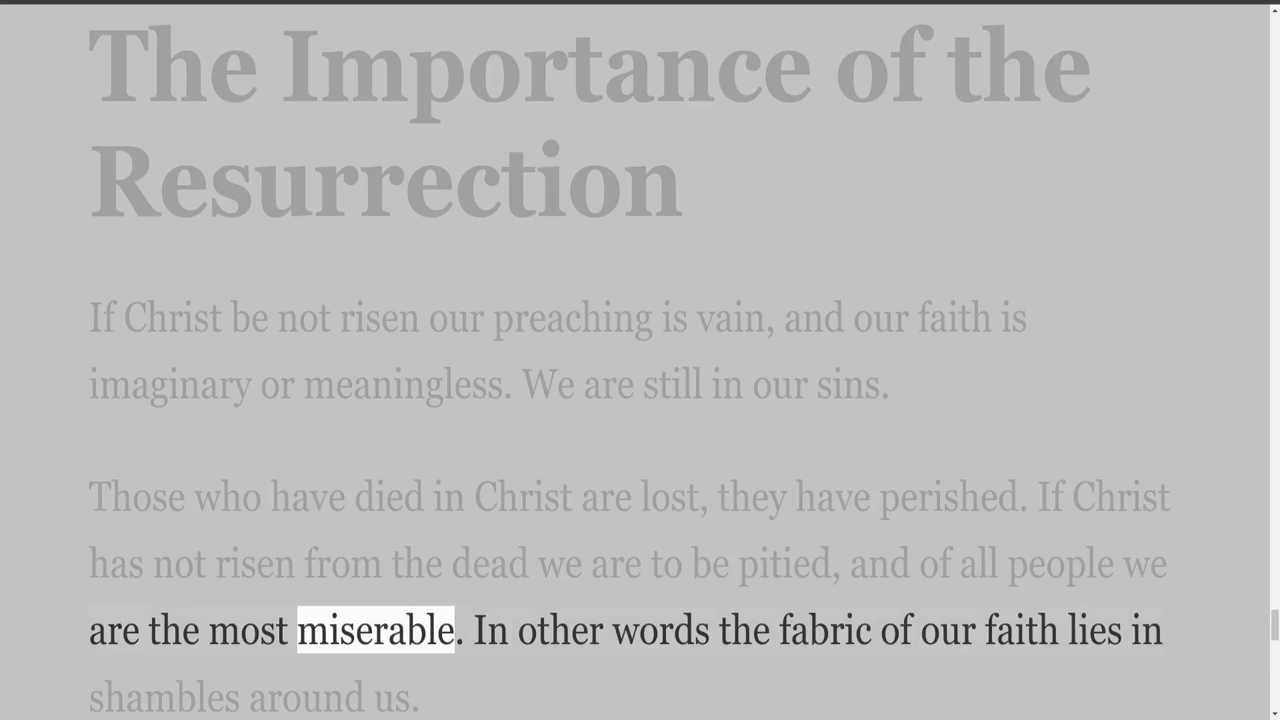 The Importance of the
Resurrection
If Christ be not risen our preaching is vain, and our faith is
imaginary or meaningless. We are still in our sins.
Those who have died in Christ are lost, they have perished. If Christ
has not risen from the dead we are to be pitied, and of all people we
are the most miserable. In other words the fabric of our faith lies in
shambles around us.